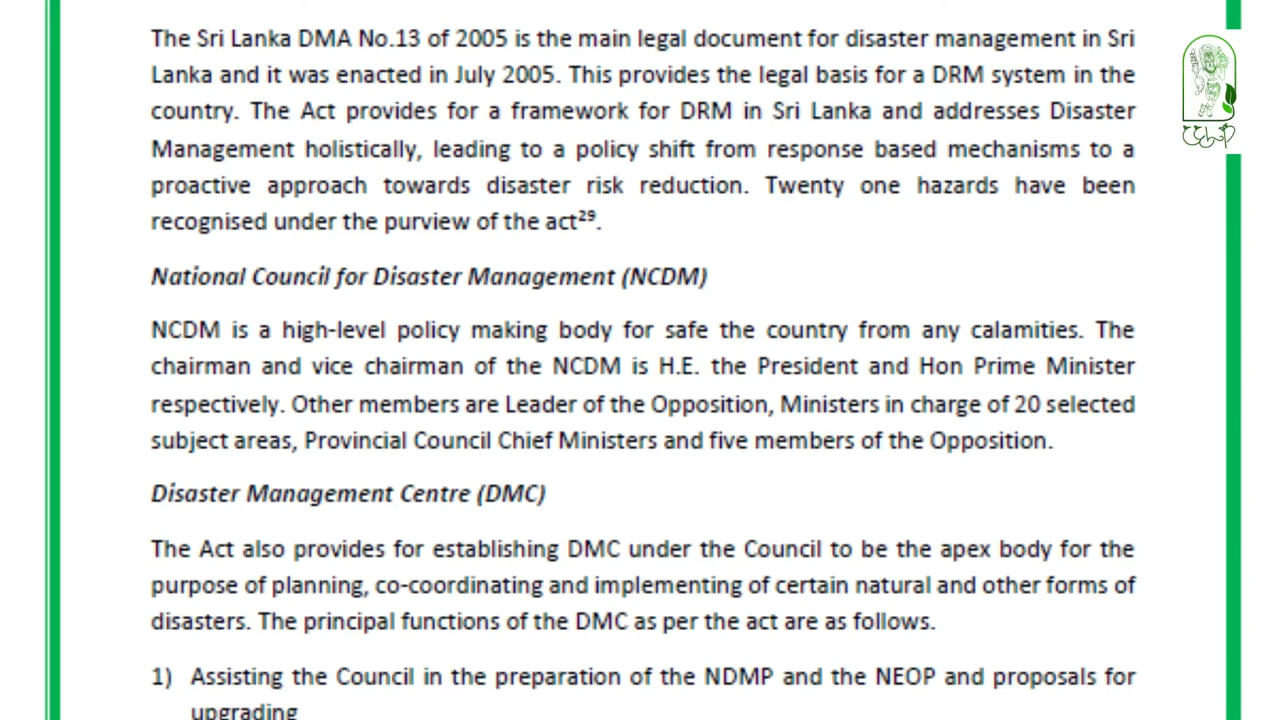 The Sri Lanka DMA No.13 of 2005 is the main legal document for disaster management in Sri
Lanka and it was enacted in July 2005. This provides the legal basis for a DRM system in the
country. The Act provides for a framework for DRM in Sri Lanka and addresses Disaster
Management holistically, leading to a policy shift from response based mechanisms to a
proactive approach towards disaster risk reduction. Twenty one hazards have been
recognised under the purview of the act²⁹.
National Council for Disaster Management (NCDM)
NCDM is a high-level policy making body for safe the country from any calamities. The
chairman and vice chairman of the NCDM is H.E. the President and Hon Prime Minister
respectively. Other members are Leader of the Opposition, Ministers in charge of 20 selected
subject areas, Provincial Council Chief Ministers and five members of the Opposition.
Disaster Management Centre (DMC)
The Act also provides for establishing DMC under the Council to be the apex body for the
purpose of planning, co-coordinating and implementing of certain natural and other forms of
disasters. The principal functions of the DMC as per the act are as follows.
1) Assisting the Council in the preparation of the NDMP and the NEOP and proposals for
upgrading